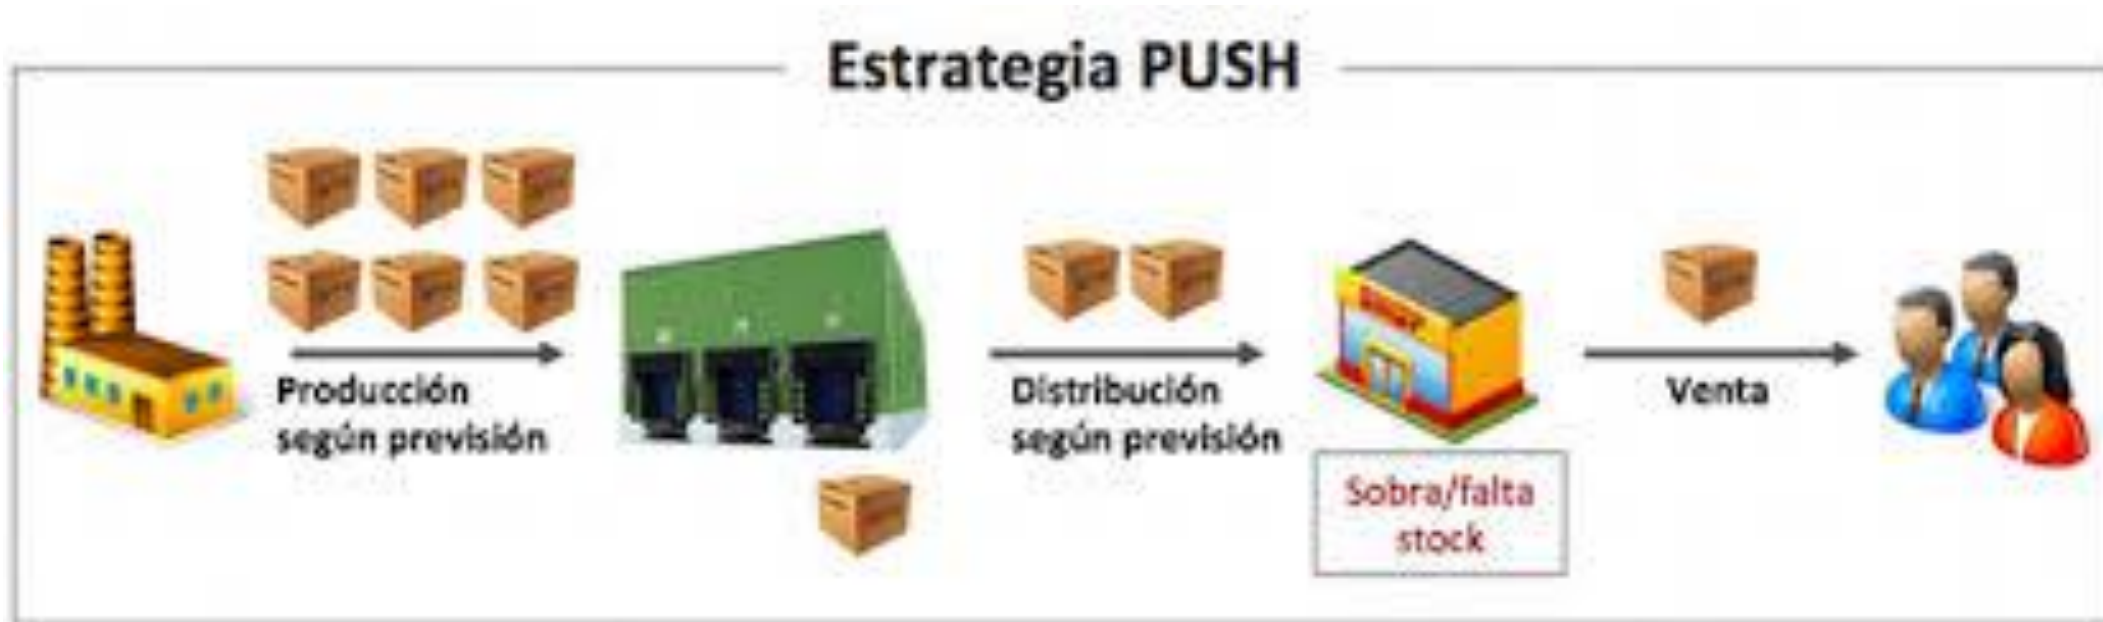 Estrategia PUSH
Producción
según previsión
Distribución
según previsión
Venta
Sobra/falta
stock